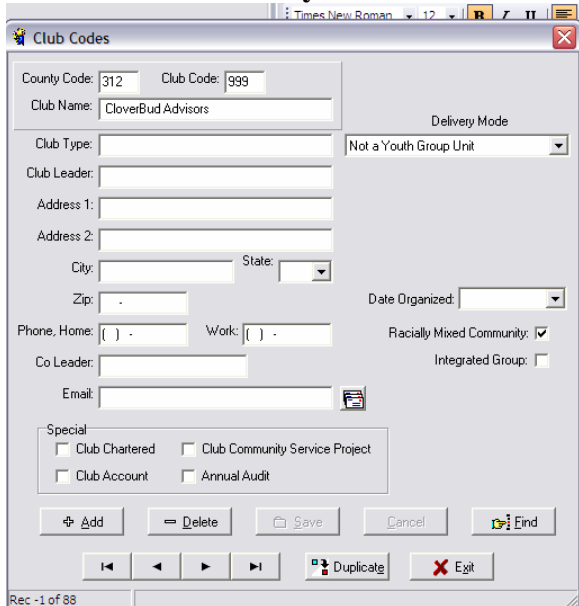 Times New Roman 12 B I U
Club Codes
County Code: 312 Club Code: 999
Club Name: CloverBud Advisors
Delivery Mode
Club Type: Not a Youth Group Unit
Club Leader:
Address 1:
Address 2:
City: State:
Zip: - Date Organized:
Phone, Home: ( ) - Work: ( ) - Racially Mixed Community:
Co Leader: Integrated Group:
Email:
Special
Club Chartered Club Community Service Project
Club Account Annual Audit
Add Delete Save Cancel Find
Duplicate Exit
Rec -1 of 88